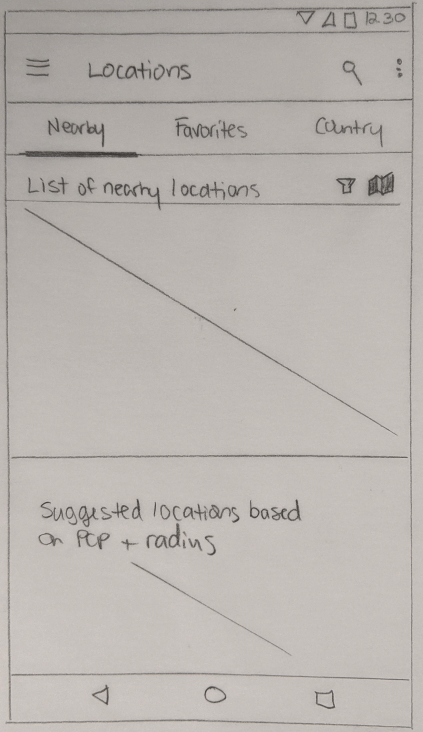 12.30
Locations
Nearby Favorites Country
List of nearby locations
Suggested locations based
on PCP + radius